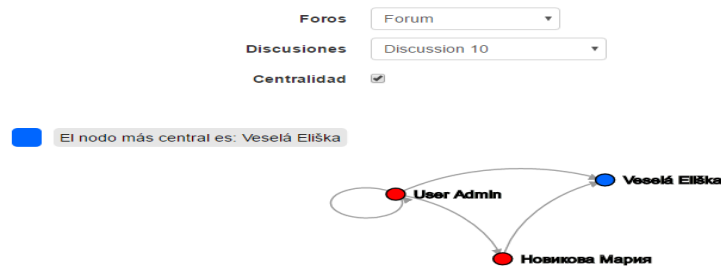 Foros Forum
Discusiones Discussion 10
Centralidad
El nodo más central es: Veselá Eliška
Veselá Eliška
User Admin
Новикова Мария